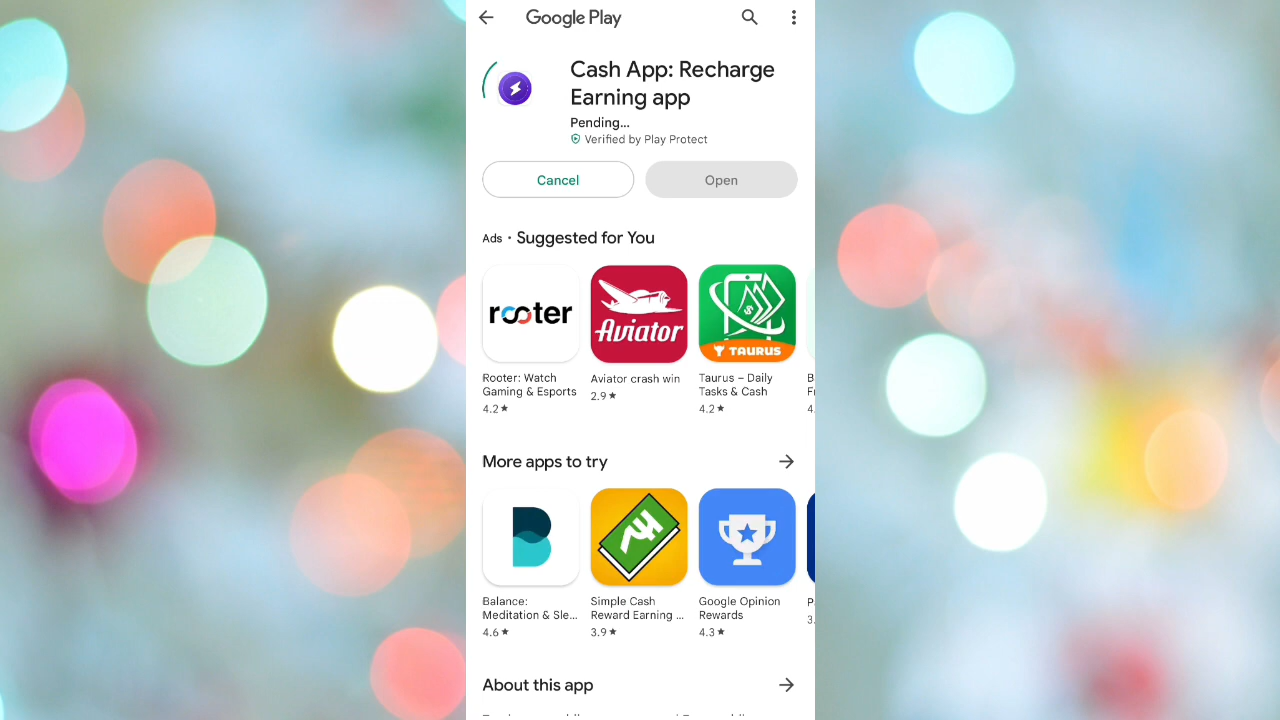 Google Play
Cash App: Recharge
Earning app
Pending...
Verified by Play Protect
Cancel
Open
Ads • Suggested for You
rooter
Aviator
TAURUS
Rooter: Watch
Gaming & Esports
4.2★
Aviator crash win
2.9★
Taurus – Daily
Tasks & Cash
4.2★
More apps to try
Balance:
Meditation & Sle...
4.6★
Simple Cash
Reward Earning ...
3.9★
Google Opinion
Rewards
4.3★
About this app